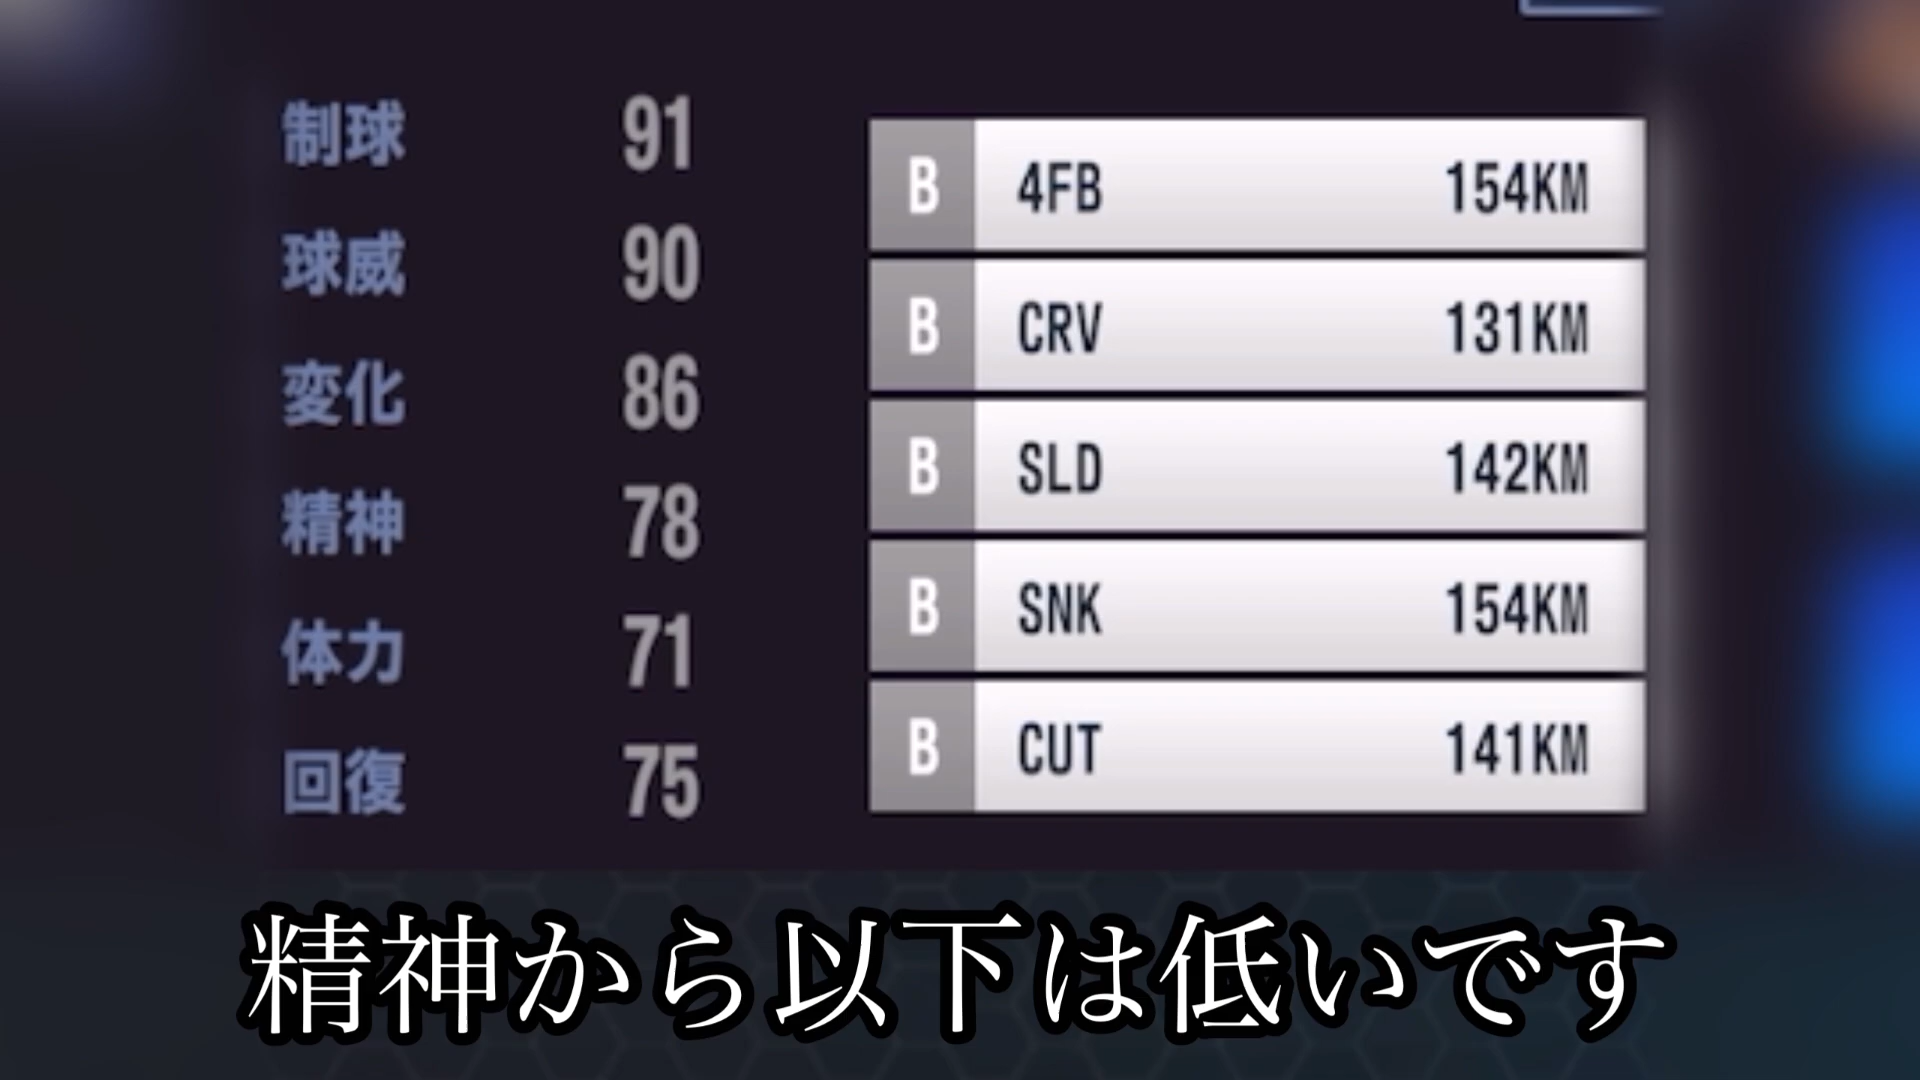 制球 91
球威 90
変化 86
精神 78
体力 71
回復 75
B 4FB 154KM
B CRV 131KM
B SLD 142KM
B SNK 154KM
B CUT 141KM
精神から以下は低いです